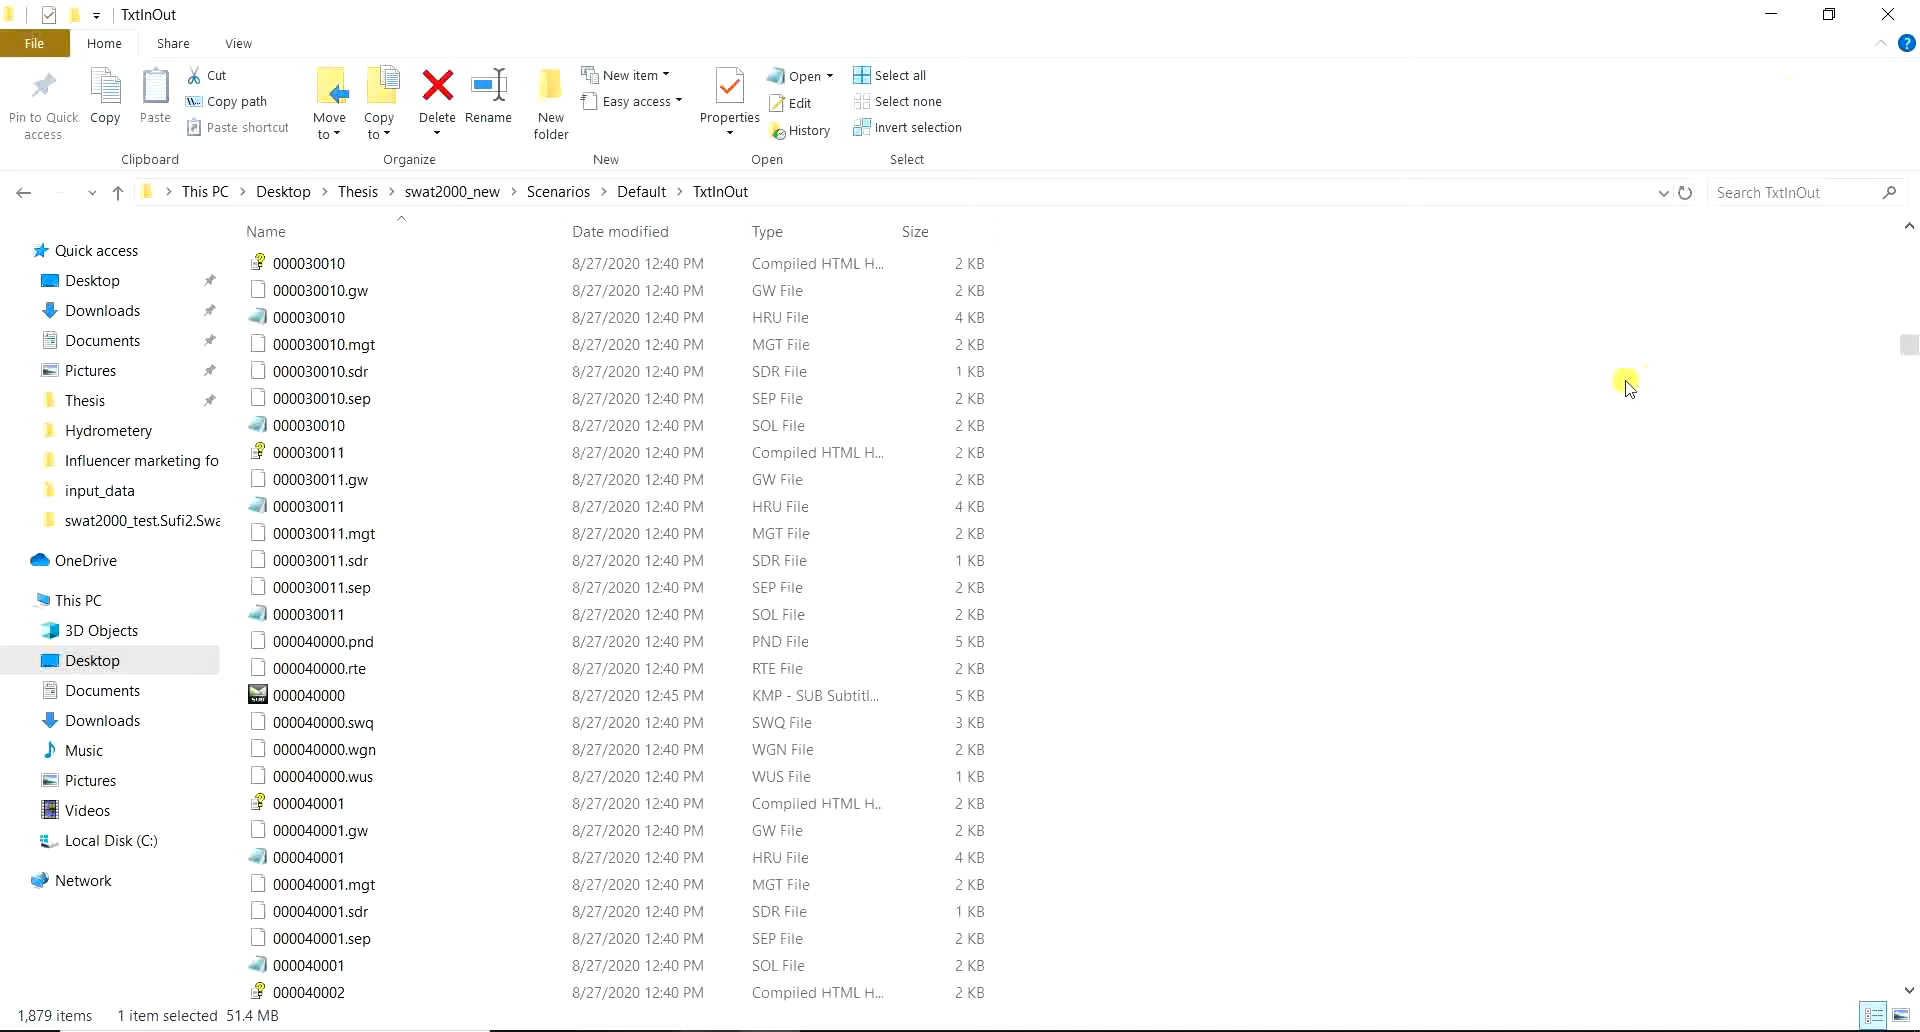 TxtInOut
File Home Share View
Pin to Quick access
Copy
Paste
Cut
Copy path
Paste shortcut
Clipboard
Move to
Copy to
Delete
Rename
Organize
New folder
New item
Easy access
New
Properties
Open
Edit
History
Open
Select all
Select none
Invert selection
Select
This PC > Desktop > Thesis > swat2000_new > Scenarios > Default > TxtInOut
Search TxtInOut
Quick access
Desktop
Downloads
Documents
Pictures
Thesis
Hydrometery
Influencer marketing fo
input_data
swat2000_test.Sufi2.Swa
OneDrive
This PC
3D Objects
Desktop
Documents
Downloads
Music
Pictures
Videos
Local Disk (C:)
Network
Name Date modified Type Size
000030010 8/27/2020 12:40 PM Compiled HTML H... 2 KB
000030010.gw 8/27/2020 12:40 PM GW File 2 KB
000030010 8/27/2020 12:40 PM HRU File 4 KB
000030010.mgt 8/27/2020 12:40 PM MGT File 2 KB
000030010.sdr 8/27/2020 12:40 PM SDR File 1 KB
000030010.sep 8/27/2020 12:40 PM SEP File 2 KB
000030010 8/27/2020 12:40 PM SOL File 2 KB
000030011 8/27/2020 12:40 PM Compiled HTML H... 2 KB
000030011.gw 8/27/2020 12:40 PM GW File 2 KB
000030011 8/27/2020 12:40 PM HRU File 4 KB
000030011.mgt 8/27/2020 12:40 PM MGT File 2 KB
000030011.sdr 8/27/2020 12:40 PM SDR File 1 KB
000030011.sep 8/27/2020 12:40 PM SEP File 2 KB
000030011 8/27/2020 12:40 PM SOL File 2 KB
000040000.pnd 8/27/2020 12:40 PM PND File 5 KB
000040000.rte 8/27/2020 12:40 PM RTE File 2 KB
000040000 8/27/2020 12:45 PM KMP - SUB Subtitl... 5 KB
000040000.swq 8/27/2020 12:40 PM SWQ File 3 KB
000040000.wgn 8/27/2020 12:40 PM WGN File 2 KB
000040000.wus 8/27/2020 12:40 PM WUS File 1 KB
000040001 8/27/2020 12:40 PM Compiled HTML H... 2 KB
000040001.gw 8/27/2020 12:40 PM GW File 2 KB
000040001 8/27/2020 12:40 PM HRU File 4 KB
000040001.mgt 8/27/2020 12:40 PM MGT File 2 KB
000040001.sdr 8/27/2020 12:40 PM SDR File 1 KB
000040001.sep 8/27/2020 12:40 PM SEP File 2 KB
000040001 8/27/2020 12:40 PM SOL File 2 KB
000040002 8/27/2020 12:40 PM Compiled HTML H... 2 KB
1,879 items 1 item selected 51.4 MB